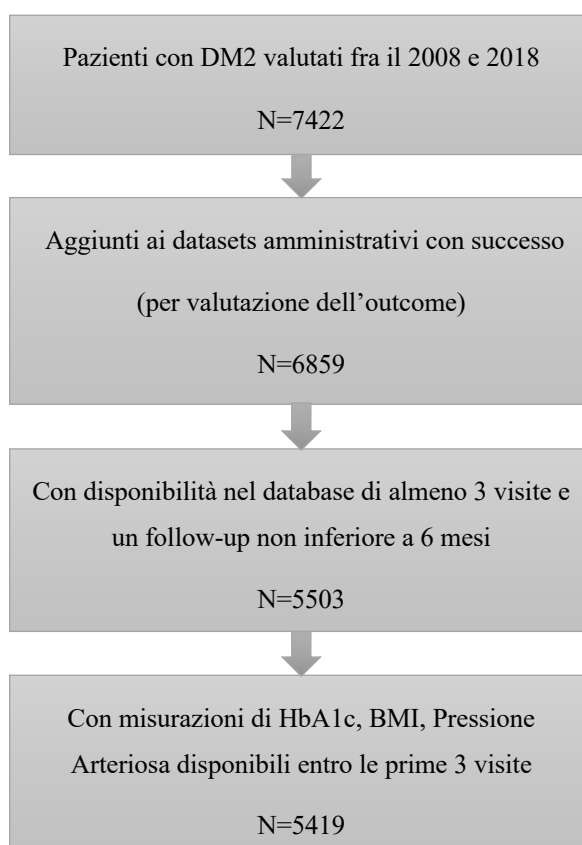 Pazienti con DM2 valutati fra il 2008 e 2018
N=7422
Aggiunti ai datasets amministrativi con successo
(per valutazione dell’outcome)
N=6859
Con disponibilità nel database di almeno 3 visite e
un follow-up non inferiore a 6 mesi
N=5503
Con misurazioni di HbA1c, BMI, Pressione
Arteriosa disponibili entro le prime 3 visite
N=5419